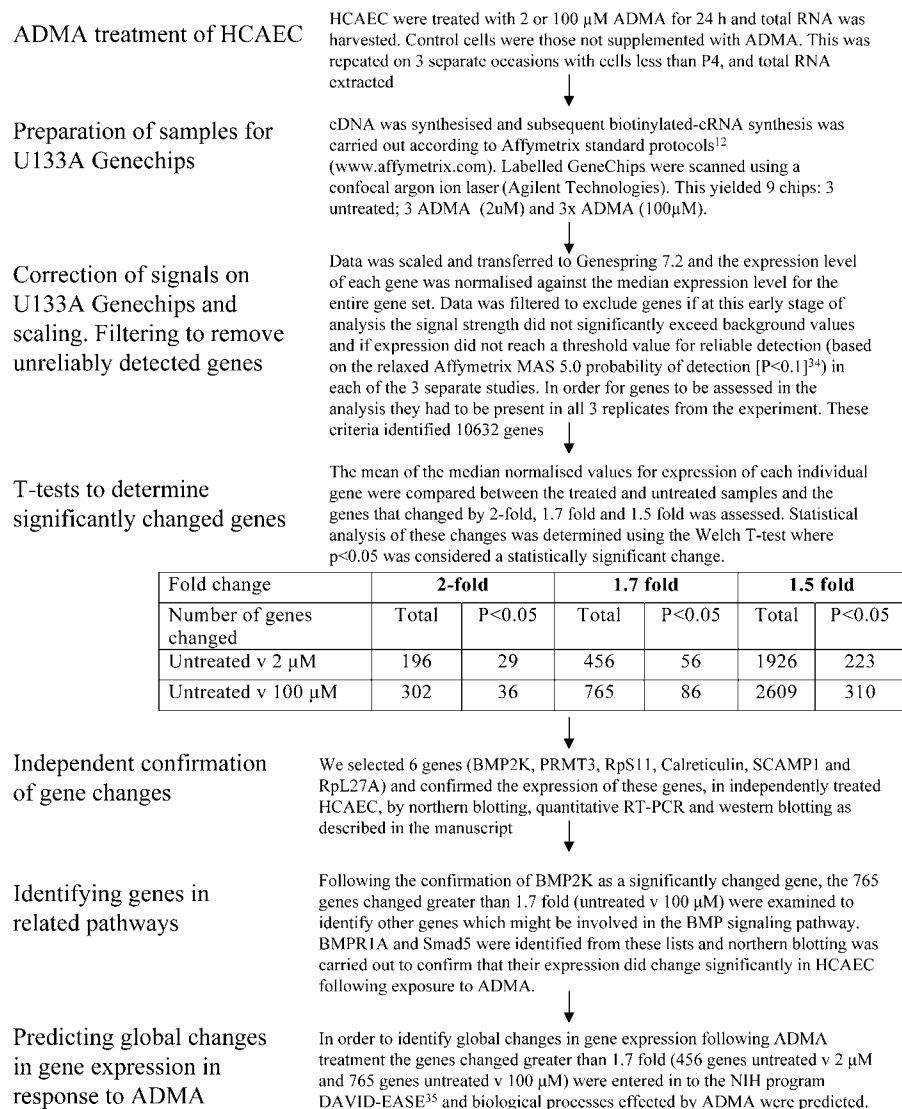 ADMA treatment of HCAEC
HCAEC were treated with 2 or 100 µM ADMA for 24 h and total RNA was
harvested. Control cells were those not supplemented with ADMA. This was
repeated on 3 separate occasions with cells less than P4, and total RNA
extracted
Preparation of samples for
U133A Genechips
cDNA was synthesised and subsequent biotinylated-cRNA synthesis was
carried out according to Affymetrix standard protocols12
(www.affymetrix.com). Labelled GeneChips were scanned using a
confocal argon ion laser (Agilent Technologies). This yielded 9 chips: 3
untreated; 3 ADMA (2uM) and 3x ADMA (100µM).
Correction of signals on
U133A Genechips and
scaling. Filtering to remove
unreliably detected genes
Data was scaled and transferred to Genespring 7.2 and the expression level
of each gene was normalised against the median expression level for the
entire gene set. Data was filtered to exclude genes if at this early stage of
analysis the signal strength did not significantly exceed background values
and if expression did not reach a threshold value for reliable detection (based
on the relaxed Affymetrix MAS 5.0 probability of detection [P<0.1]34) in
each of the 3 separate studies. In order for genes to be assessed in the
analysis they had to be present in all 3 replicates from the experiment. These
criteria identified 10632 genes
T-tests to determine
significantly changed genes
The mean of the median normalised values for expression of each individual
gene were compared between the treated and untreated samples and the
genes that changed by 2-fold, 1.7 fold and 1.5 fold was assessed. Statistical
analysis of these changes was determined using the Welch T-test where
p<0.05 was considered a statistically significant change.
Fold change 2-fold 1.7 fold 1.5 fold
Number of genes Total P<0.05 Total P<0.05 Total P<0.05
changed
Untreated v 2 µM 196 29 456 56 1926 223
Untreated v 100 µM 302 36 765 86 2609 310
Independent confirmation
of gene changes
We selected 6 genes (BMP2K, PRMT3, RpS11, Calreticulin, SCAMP1 and
RpL27A) and confirmed the expression of these genes, in independently treated
HCAEC, by northern blotting, quantitative RT-PCR and western blotting as
described in the manuscript
Identifying genes in
related pathways
Following the confirmation of BMP2K as a significantly changed gene, the 765
genes changed greater than 1.7 fold (untreated v 100 µM) were examined to
identify other genes which might be involved in the BMP signaling pathway.
BMPR1A and Smad5 were identified from these lists and northern blotting was
carried out to confirm that their expression did change significantly in HCAEC
following exposure to ADMA.
Predicting global changes
in gene expression in
response to ADMA
In order to identify global changes in gene expression following ADMA
treatment the genes changed greater than 1.7 fold (456 genes untreated v 2 µM
and 765 genes untreated v 100 µM) were entered in to the NIH program
DAVID-EASE35 and biological processes effected by ADMA were predicted.